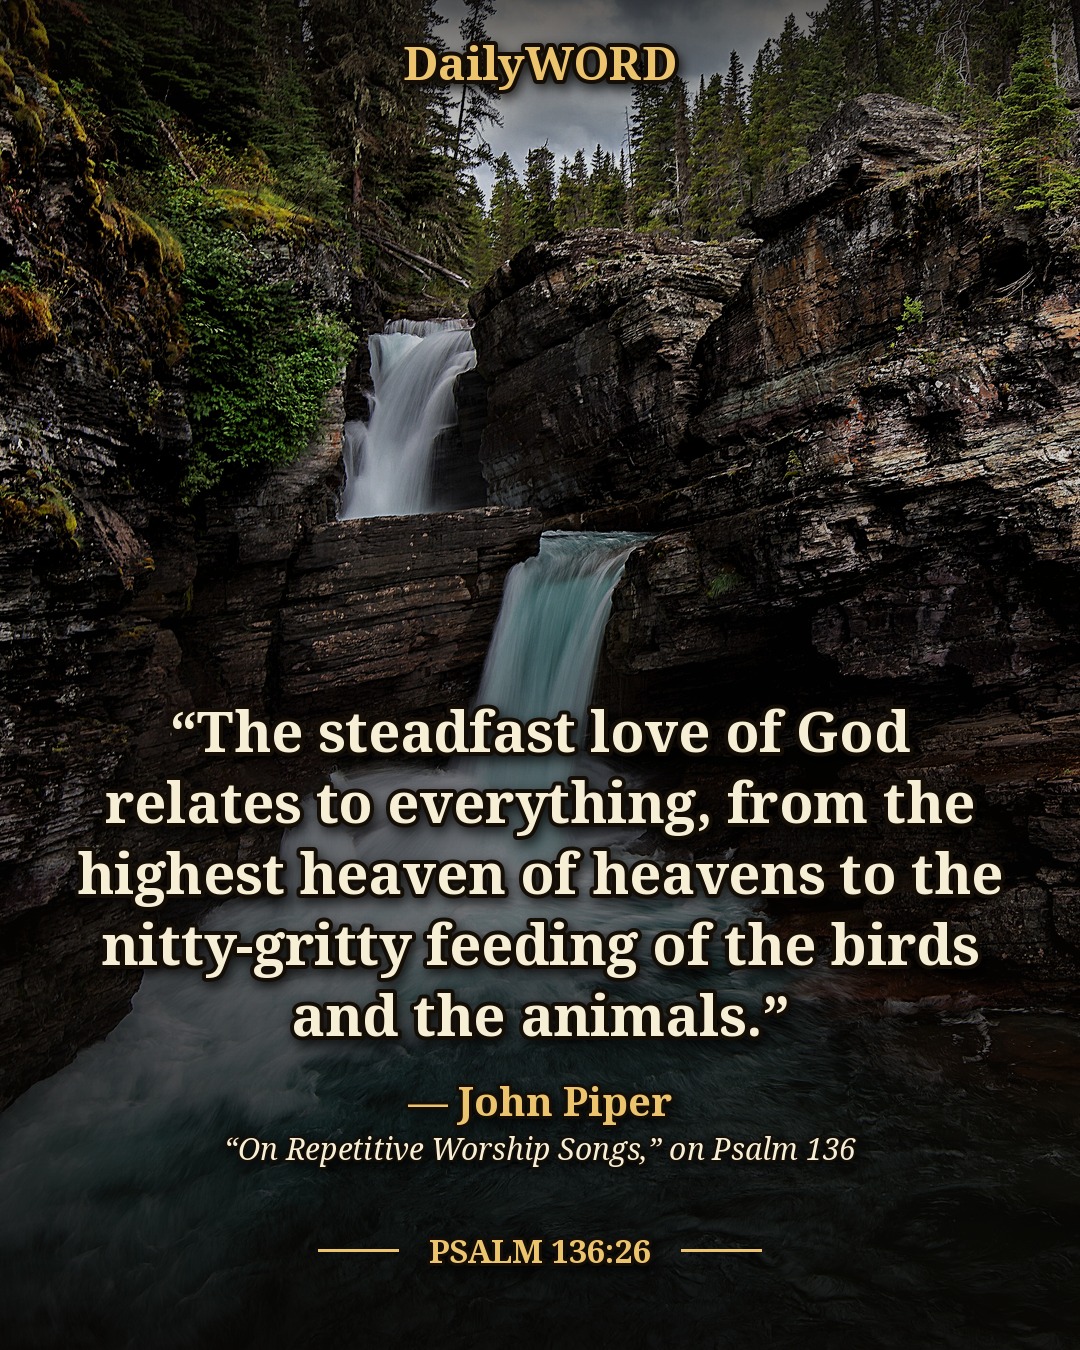 DailyWORD
“The steadfast love of God
relates to everything, from the
highest heaven of heavens to the
nitty-gritty feeding of the birds
and the animals.”
— John Piper
“On Repetitive Worship Songs,” on Psalm 136
PSALM 136:26